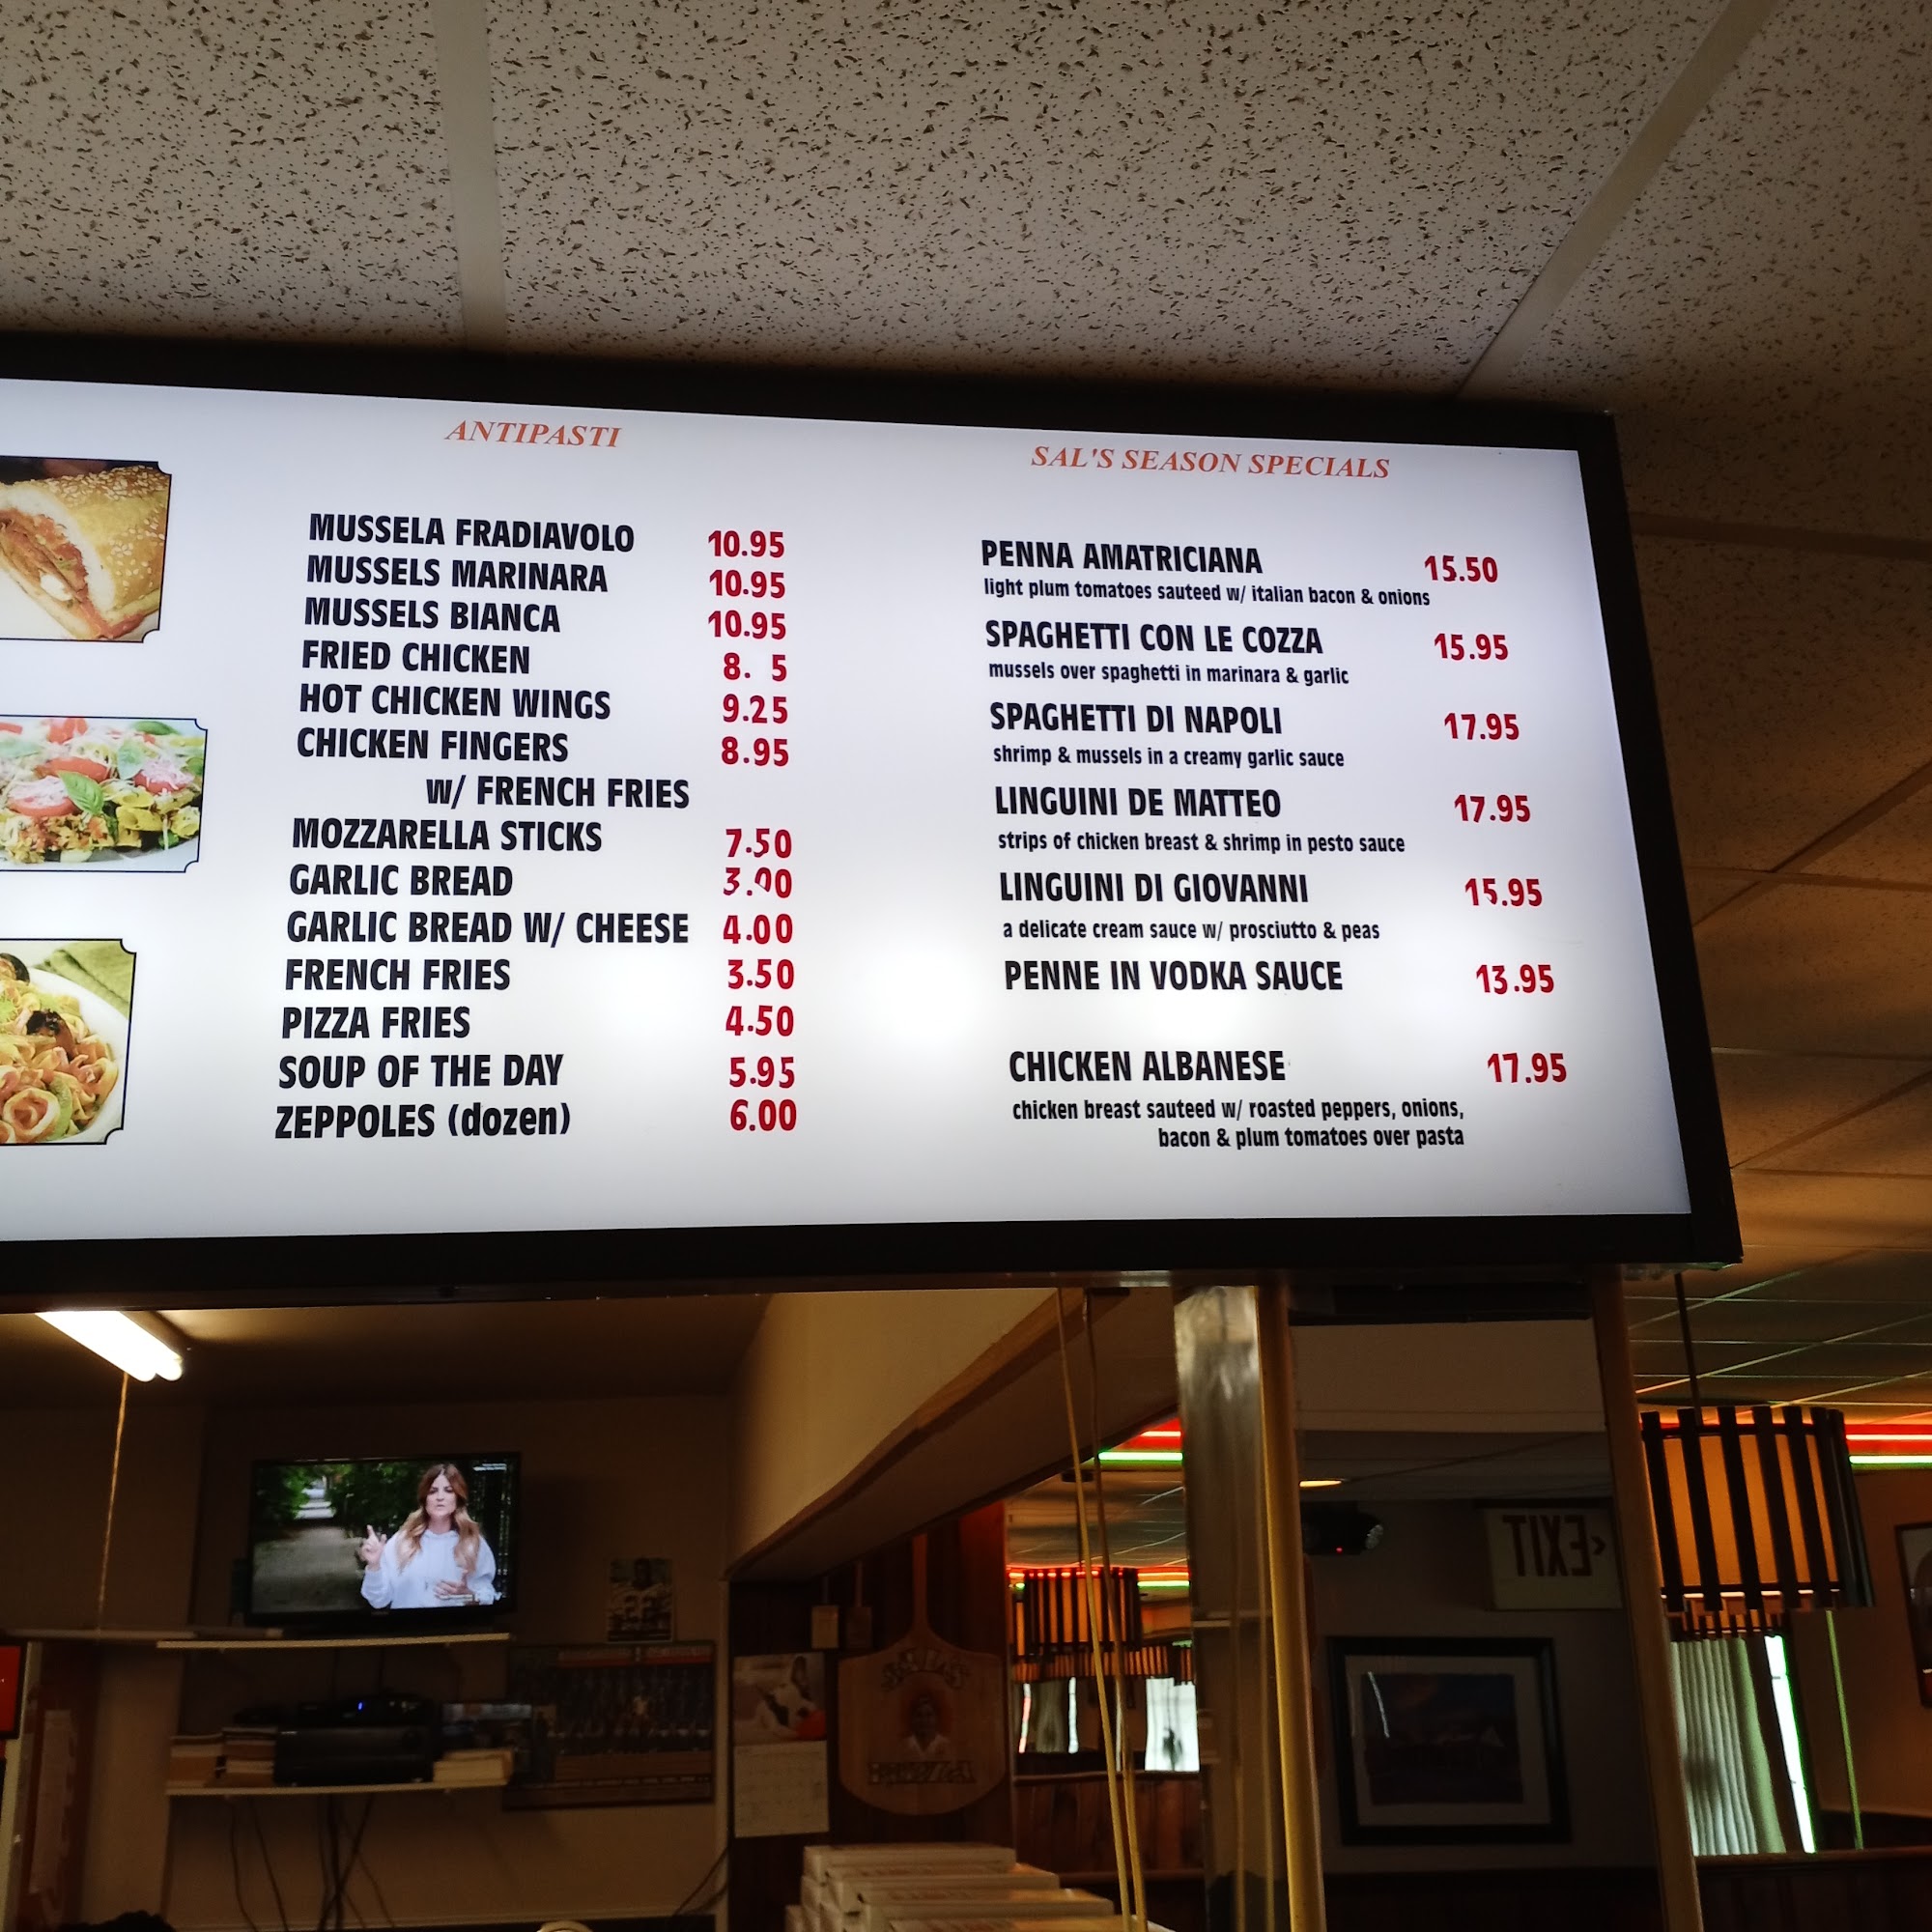 ANTIPASTI
MUSSELA FRADIAVOLO 10.95
MUSSELS MARINARA 10.95
MUSSELS BIANCA 10.95
FRIED CHICKEN 8. 5
HOT CHICKEN WINGS 9.25
CHICKEN FINGERS 8.95
w/ FRENCH FRIES
MOZZARELLA STICKS 7.50
GARLIC BREAD 3.00
GARLIC BREAD W/ CHEESE 4.00
FRENCH FRIES 3.50
PIZZA FRIES 4.50
SOUP OF THE DAY 5.95
ZEPPOLES (dozen) 6.00
SAL'S SEASON SPECIALS
PENNA AMATRICIANA 15.50
light plum tomatoes sauteed w/ italian bacon & onions
SPAGHETTI CON LE COZZA 15.95
mussels over spaghetti in marinara & garlic
SPAGHETTI DI NAPOLI 17.95
shrimp & mussels in a creamy garlic sauce
LINGUINI DE MATTEO 17.95
strips of chicken breast & shrimp in pesto sauce
LINGUINI DI GIOVANNI 15.95
a delicate cream sauce w/ prosciutto & peas
PENNE IN VODKA SAUCE 13.95
CHICKEN ALBANESE 17.95
chicken breast sauteed w/ roasted peppers, onions,
bacon & plum tomatoes over pasta
EXIT
SAL'S
PIZZA